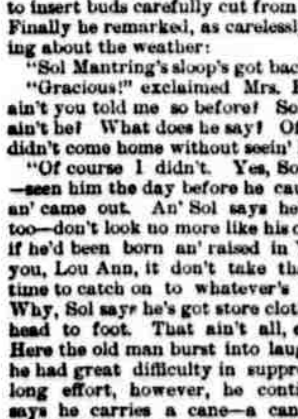 to insert buds carefully cut from
Finally he remarked, as carelessl
ing about the weather:
"Sol Mantring's sloop's got bac
"Gracious!" exclaimed Mrs.
ain't you told me so before? So
ain't he? What does he say? Of
didn't come home without seein'
"Of course I didn't. Yes, So
—seen him the day before he ca
an' came out. An' Sol says he
too—don't look no more like his o
if he'd been born an' raised in
you, Lou Ann, it don't take th
time to catch on to whatever's
Why, Sol says he's got store clot
head to foot. That ain't all, e
Here the old man burst into laug
he had great difficulty in suppre
long effort, however, he cont
says he carries a cane—a can